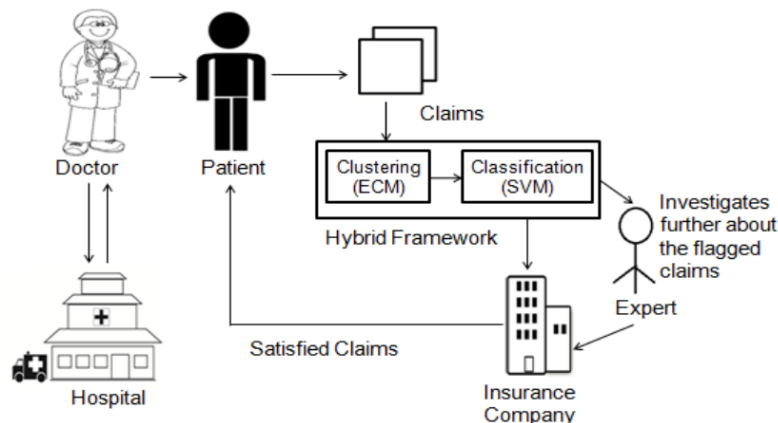 Doctor
Patient
Claims
Clustering
(ECM)
Classification
(SVM)
Hybrid Framework
Investigates
further about
the flagged
claims
Expert
Satisfied Claims
Hospital
Insurance
Company